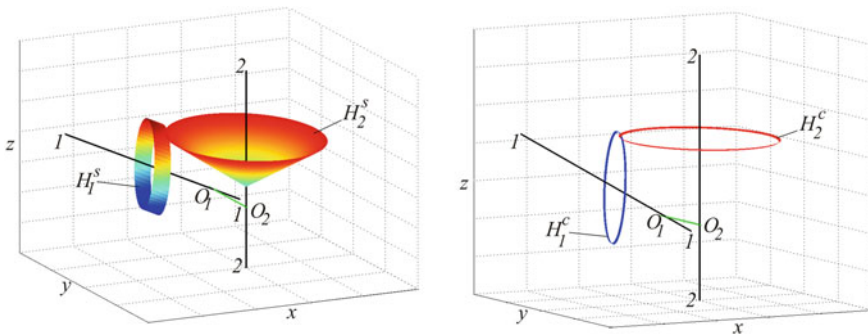 2
H₂ˢ
z
1
H₁ˢ
O₁
1
O₂
2
y
x
2
H₂ᶜ
1
z
H₁ᶜ
O₁
1
O₂
2
y
x